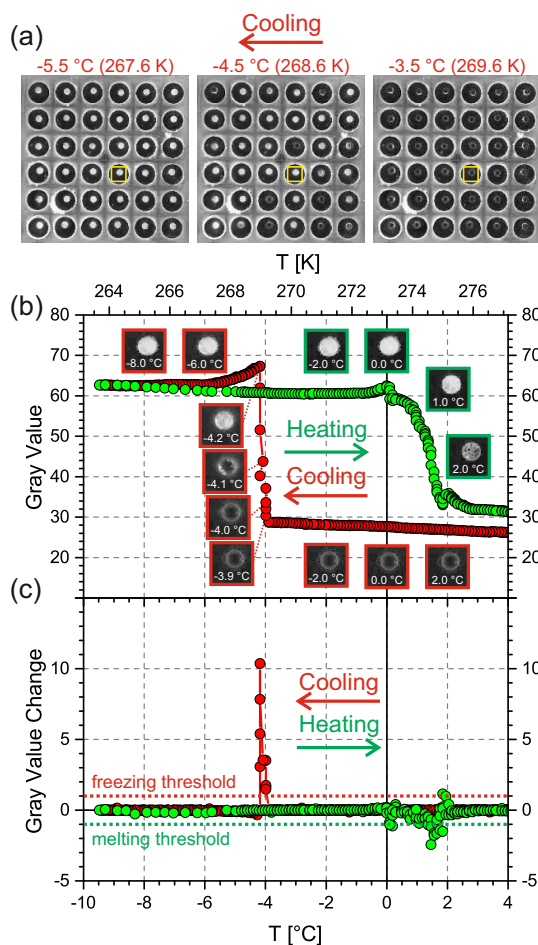 (a)
Cooling
-5.5 °C (267.6 K)
-4.5 °C (268.6 K)
-3.5 °C (269.6 K)
T [K]
264 266 268 270 272 274 276
(b)
80
70
60
50
40
30
20
Gray Value
80
70
60
50
40
30
20
-8.0 °C
-6.0 °C
-2.0 °C
0.0 °C
1.0 °C
-4.2 °C
Heating
2.0 °C
-4.1 °C
Cooling
-4.0 °C
-3.9 °C
-2.0 °C
0.0 °C
2.0 °C
(c)
10
5
0
-5
Gray Value Change
10
5
0
-5
Cooling
Heating
freezing threshold
melting threshold
-10 -8 -6 -4 -2 0 2 4
T [°C]